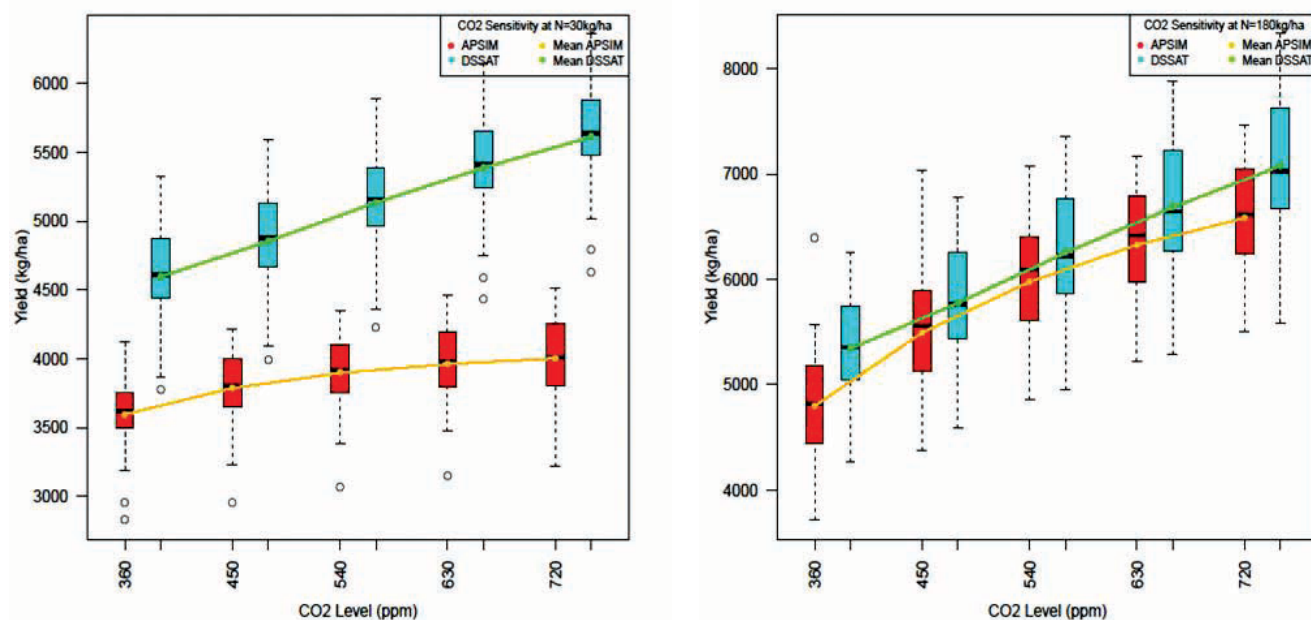 CO2 Sensitivity at N=30kg/ha
APSIM
Mean APSIM
DSSAT
Mean DSSAT
6000
5500
5000
4500
4000
3500
3000
Yield (kg/ha)
360
450
540
630
720
CO2 Level (ppm)
CO2 Sensitivity at N=180kg/ha
APSIM
Mean APSIM
DSSAT
Mean DSSAT
8000
7000
6000
5000
4000
Yield (kg/ha)
360
450
540
630
720
CO2 Level (ppm)